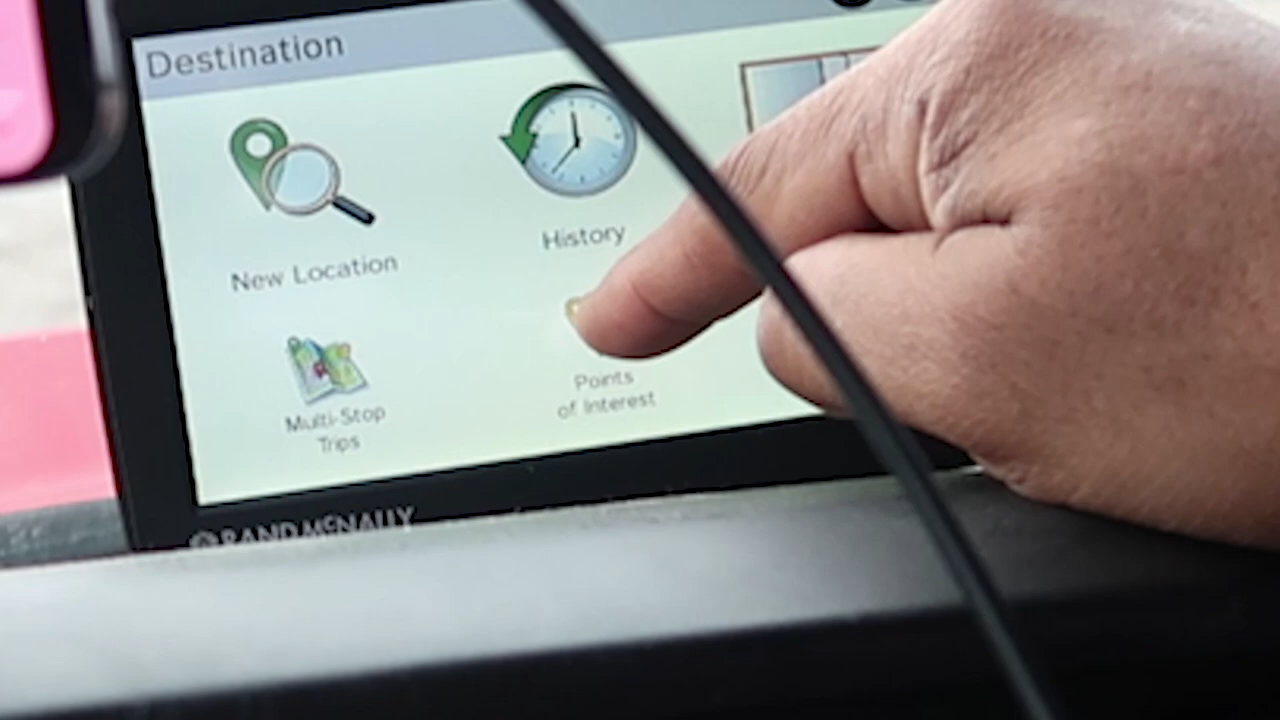 Destination
New Location
History
Multi-Stop
Trips
Points
of Interest
RAND MCNALLY